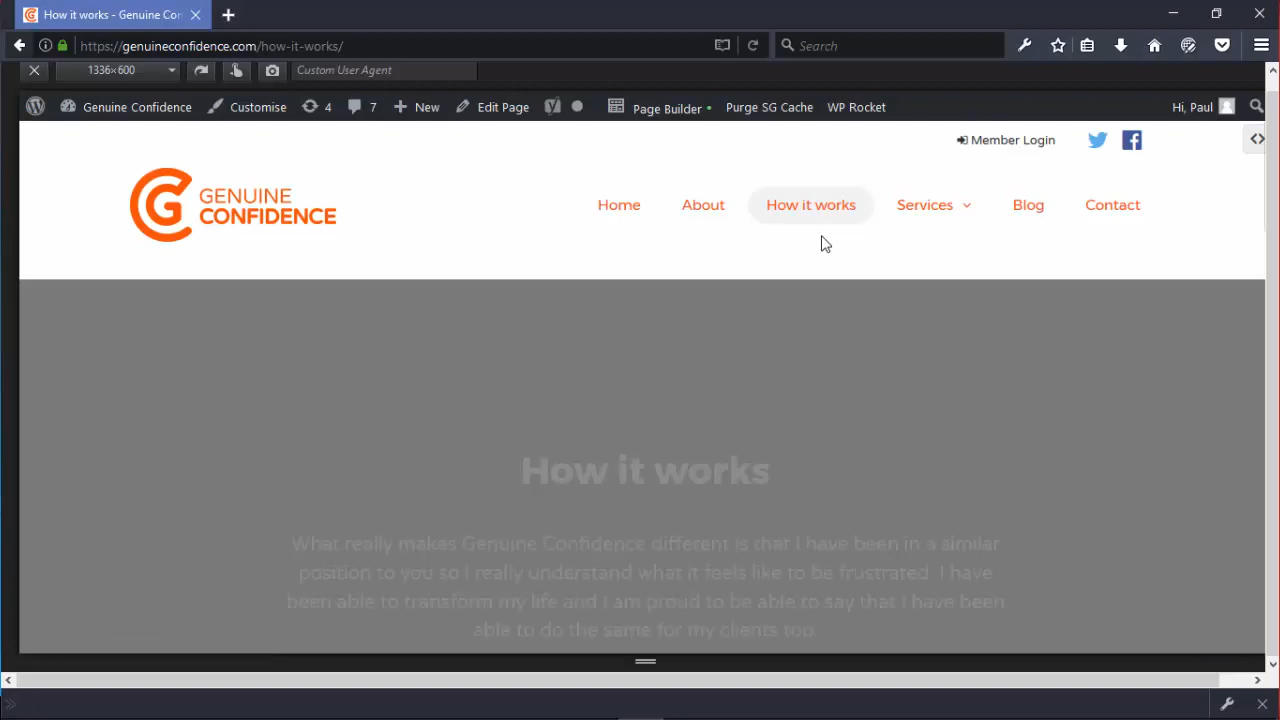 How it works - Genuine Con
https://genuineconfidence.com/how-it-works/
Search
1336×600
Custom User Agent
Genuine Confidence
Customise
4
7
New
Edit Page
Page Builder
Purge SG Cache
WP Rocket
Hi, Paul
Member Login
GENUINE
CONFIDENCE
Home
About
How it works
Services
Blog
Contact
How it works
What really makes Genuine Confidence different is that I have been in a similar
position to you so I really understand what it feels like to be frustrated. I have
been able to transform my life and I am proud to be able to say that I have been
able to do the same for my clients too.